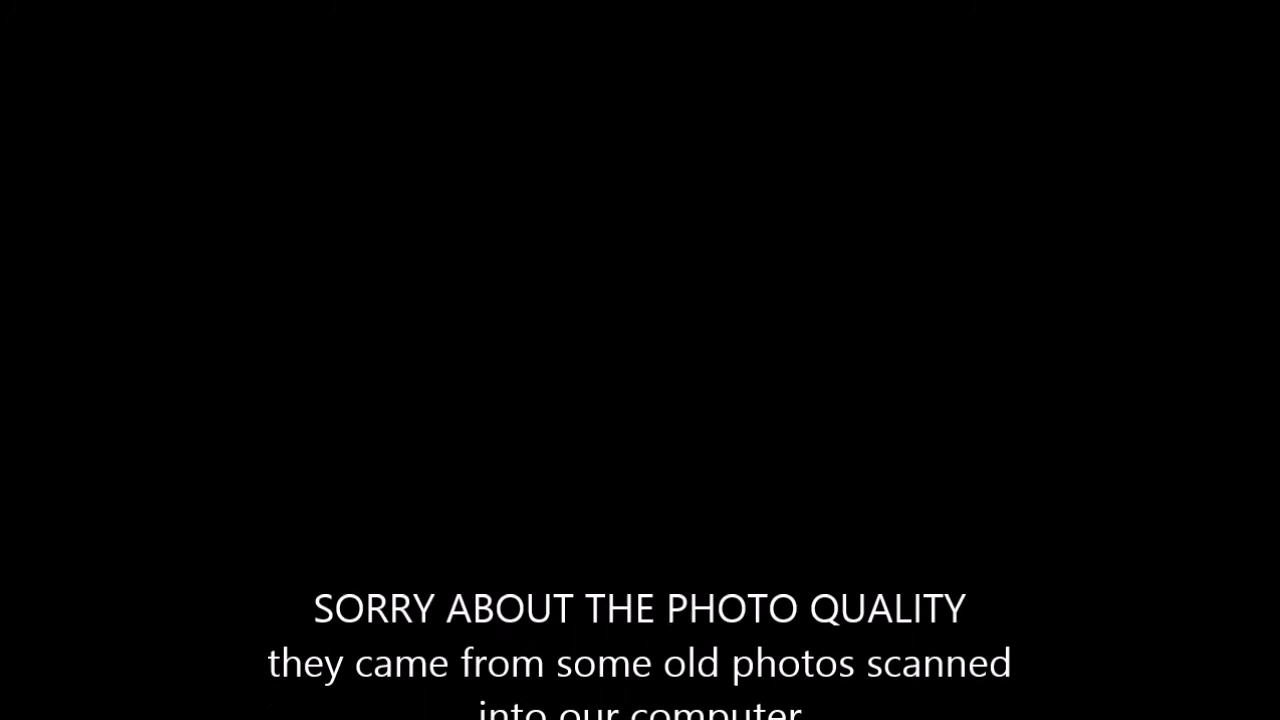 SORRY ABOUT THE PHOTO QUALITY
they came from some old photos scanned
into our computer